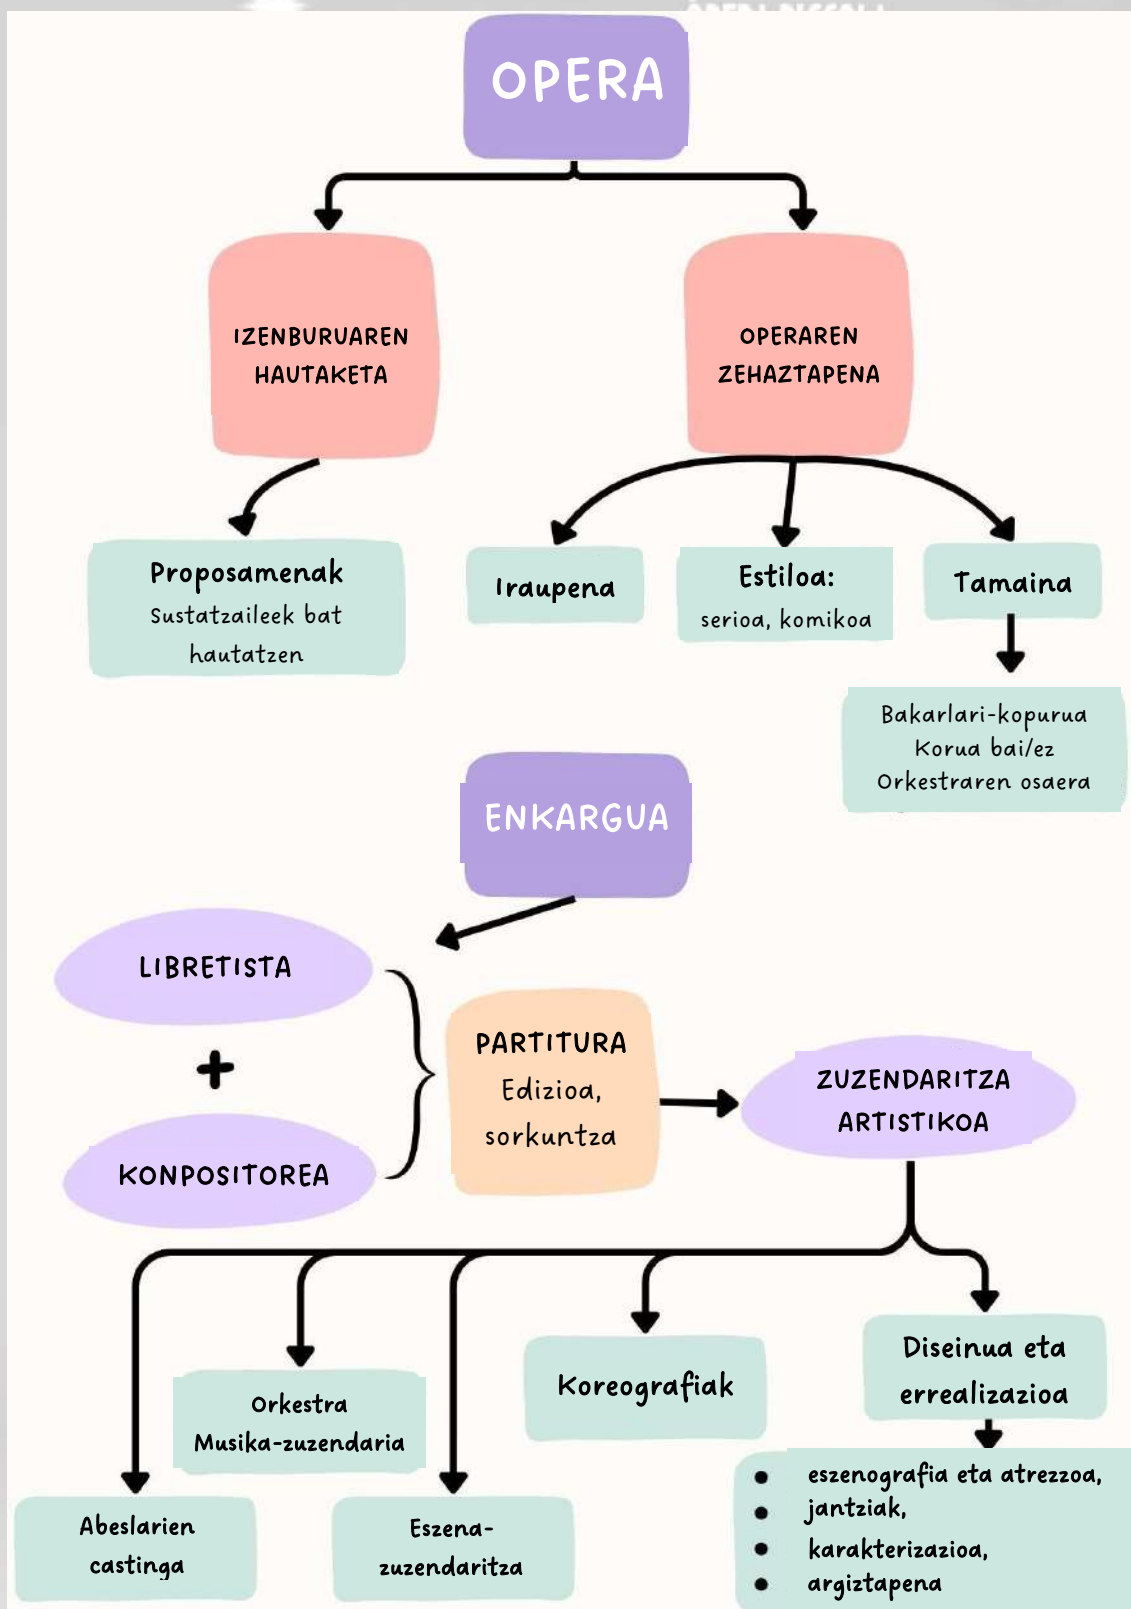 OPERA
IZENBURUAREN
HAUTAKETA
OPERAREN
ZEHAZTAPENA
Proposamenak
Sustatzaileek bat
hautatzen
Iraupena
Estiloa:
serioa, komikoa
Tamaina
Bakarlari-kopurua
Korua bai/ez
Orkestraren osaera
ENKARGUA
LIBRETISTA
+
KONPOSITOREA
PARTITURA
Edizioa,
sorkuntza
ZUZENDARITZA
ARTISTIKOA
Abeslarien
castinga
Orkestra
Musika-zuzendaria
Eszena-
zuzendaritza
Koreografiak
Diseinua eta
errealizazioa
• eszenografia eta atrezzoa,
• jantziak,
• karakterizazioa,
• argiztapena